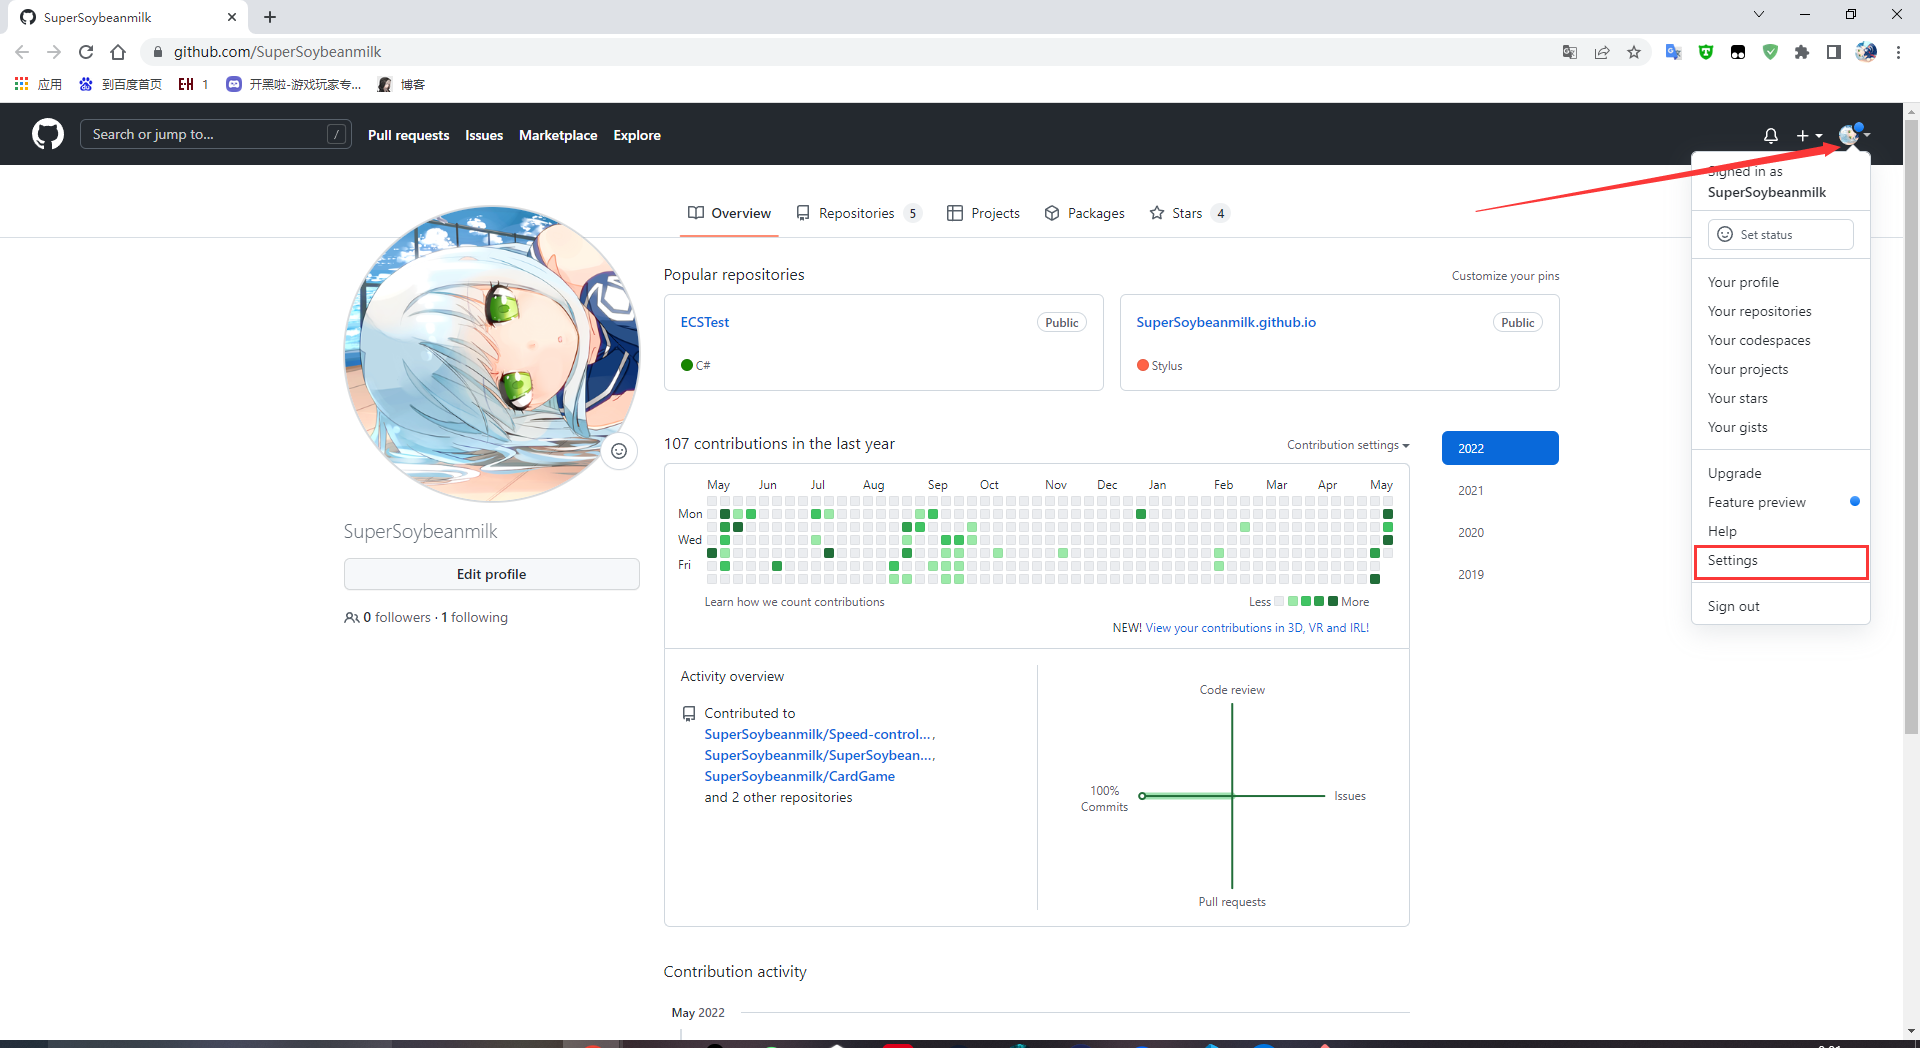 SuperSoybeanmilk
github.com/SuperSoybeanmilk
应用
到百度首页
E-H 1
开黑啦-游戏玩家专...
博客
Search or jump to...
/
Pull requests
Issues
Marketplace
Explore
Signed in as
SuperSoybeanmilk
Set status
Your profile
Your repositories
Your codespaces
Your projects
Your stars
Your gists
Upgrade
Feature preview
Help
Settings
Sign out
Overview
Repositories 5
Projects
Packages
Stars 4
SuperSoybeanmilk
Edit profile
0 followers · 1 following
Popular repositories
Customize your pins
ECSTest
Public
C#
SuperSoybeanmilk.github.io
Public
Stylus
107 contributions in the last year
Contribution settings
2022
2021
2020
2019
May Jun Jul Aug Sep Oct Nov Dec Jan Feb Mar Apr May
Mon
Wed
Fri
Learn how we count contributions
Less
More
NEW! View your contributions in 3D, VR and IRL!
Activity overview
Contributed to
SuperSoybeanmilk/Speed-control...,
SuperSoybeanmilk/SuperSoybean...,
SuperSoybeanmilk/CardGame
and 2 other repositories
Code review
100%
Commits
Issues
Pull requests
Contribution activity
May 2022